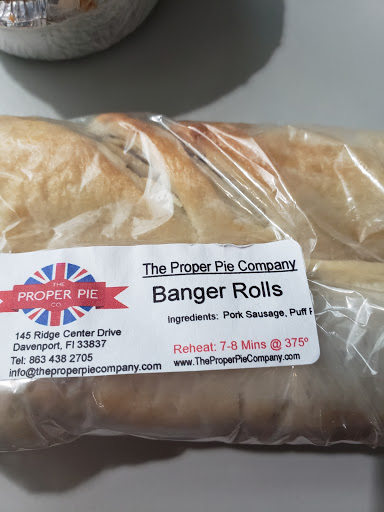 THE
PROPER PIE
CO.
145 Ridge Center Drive
Davenport, Fl 33837
Tel: 863 438 2705
info@theproperpiecompany.com
The Proper Pie Company
Banger Rolls
Ingredients: Pork Sausage, Puff
Reheat: 7-8 Mins @ 375º
www.TheProperPieCompany.com